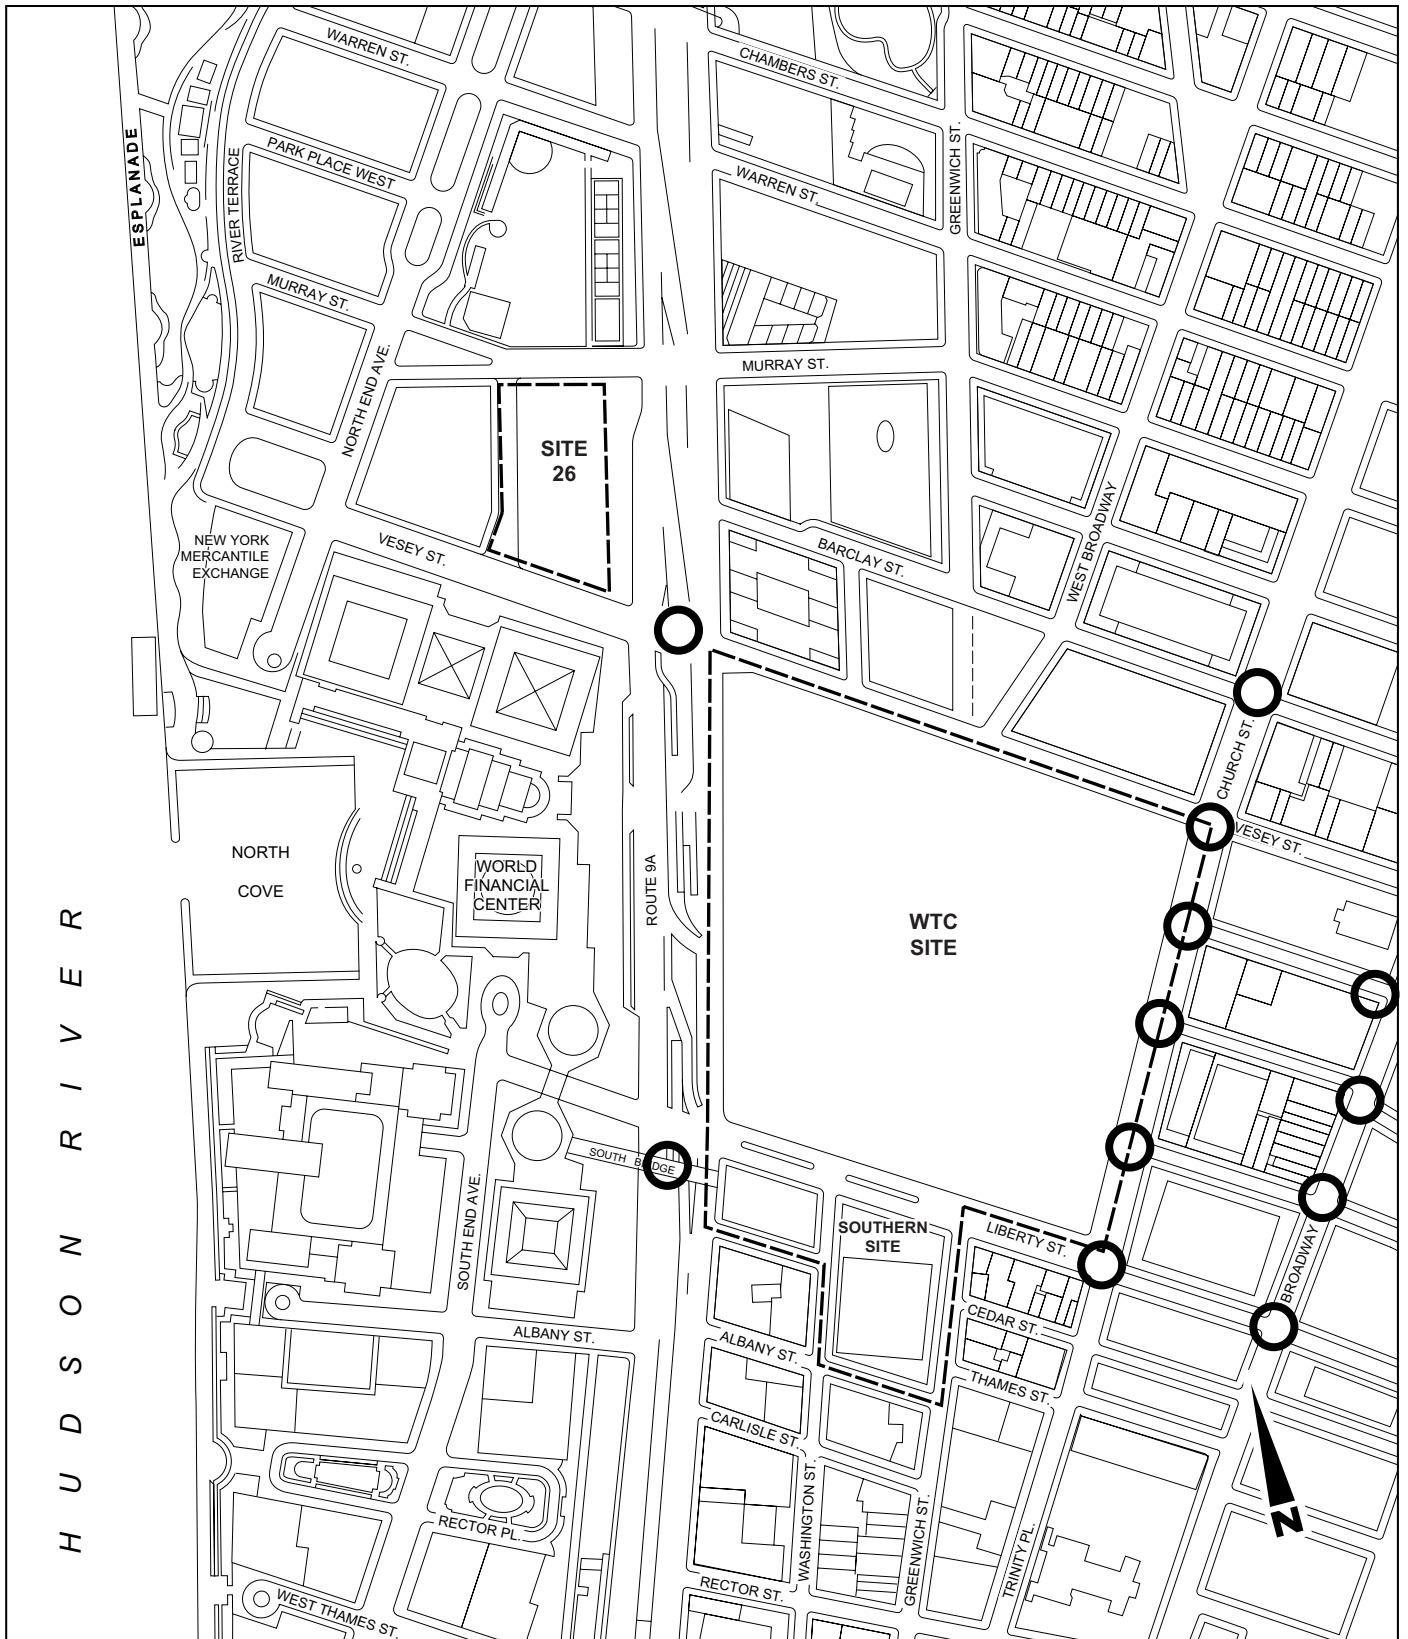 WARREN ST.
CHAMBERS ST.
ESPLANADE
PARK PLACE WEST
RIVER TERRACE
GREENWICH ST.
WARREN ST.
MURRAY ST.
NORTH END AVE.
MURRAY ST.
SITE
26
WEST BROADWAY
NEW YORK
MERCANTILE
EXCHANGE
VESEY ST.
BARCLAY ST.
CHURCH ST.
VESEY ST.
NORTH
COVE
WORLD
FINANCIAL
CENTER
ROUTE 9A
WTC
SITE
HUDSON RIVER
SOUTH B DGE
SOUTH END AVE.
SOUTHERN
SITE
LIBERTY ST.
BROADWAY
CEDAR ST.
ALBANY ST.
ALBANY ST.
THAMES ST.
CARLISLE ST.
WASHINGTON ST.
GREENWICH ST.
TRINITY PL.
RECTOR PL.
RECTOR ST.
WEST THAMES ST.
N